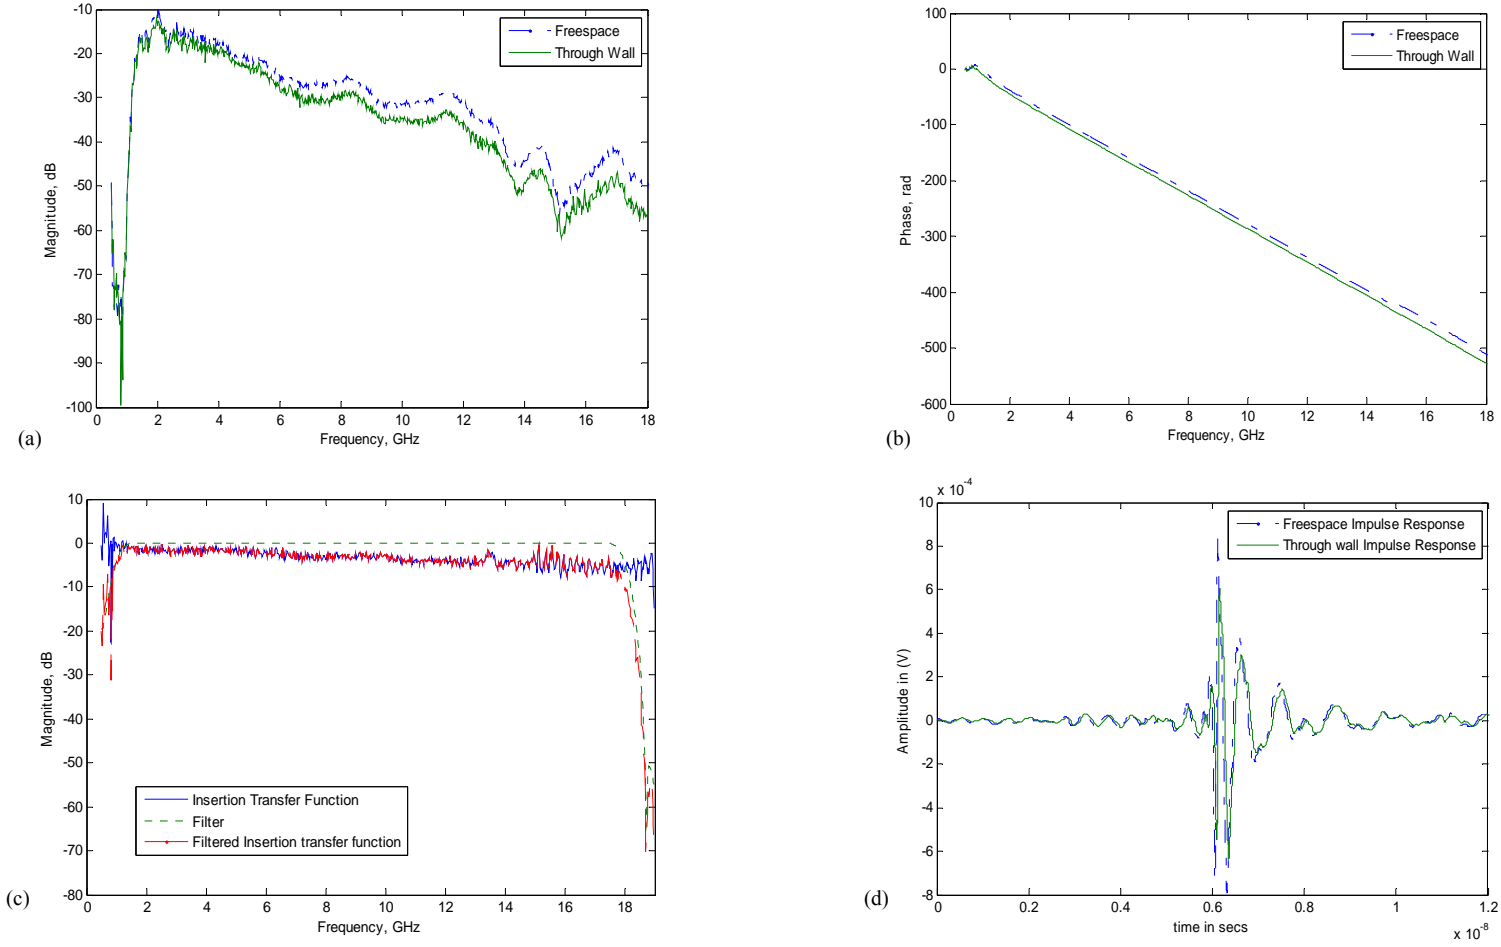 -10
-20
-30
-40
-50
-60
-70
-80
-90
-100
Magnitude, dB
Freespace
Through Wall
0 2 4 6 8 10 12 14 16 18
Frequency, GHz
(a)
100
0
-100
-200
-300
-400
-500
-600
Phase, rad
Freespace
Through Wall
0 2 4 6 8 10 12 14 16 18
Frequency, GHz
(b)
10
0
-10
-20
-30
-40
-50
-60
-70
-80
Magnitude, dB
Insertion Transfer Function
Filter
Filtered Insertion transfer function
0 2 4 6 8 10 12 14 16 18
Frequency, GHz
(c)
x 10-4
10
8
6
4
2
0
-2
-4
-6
-8
Amplitude in (V)
Freespace Impulse Response
Through wall Impulse Response
0 0.2 0.4 0.6 0.8 1 1.2
time in secs
x 10-8
(d)